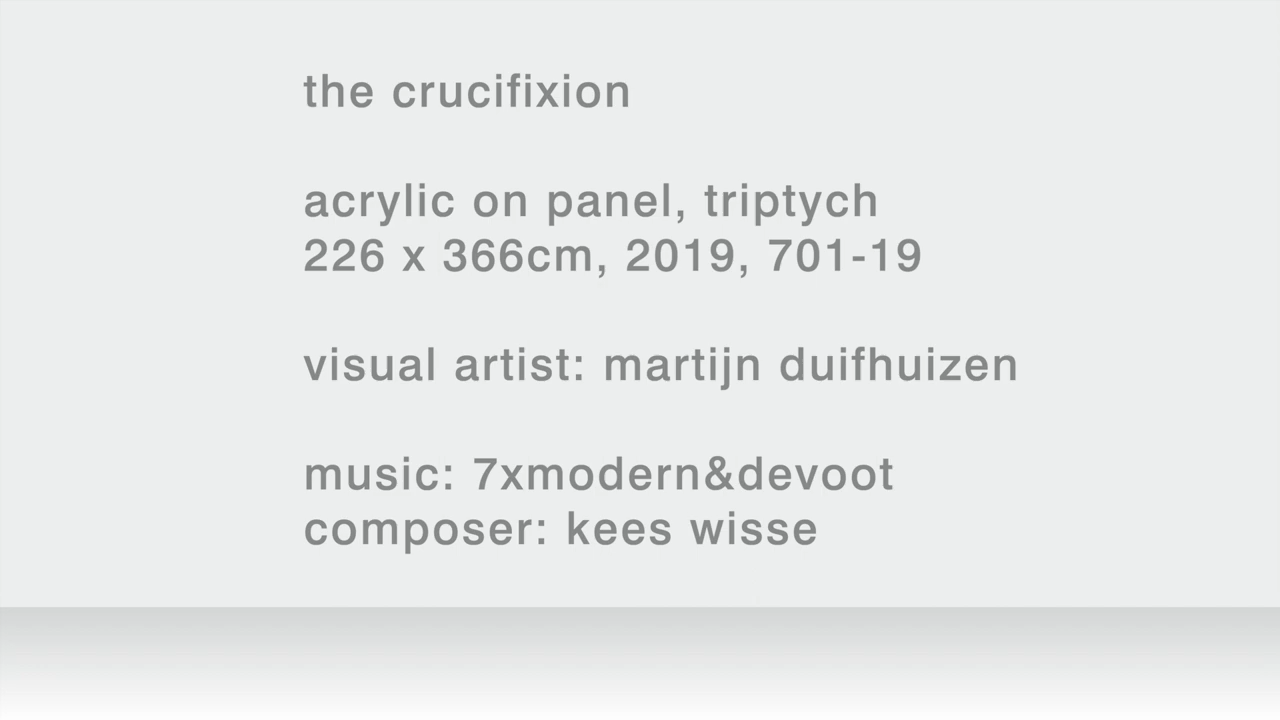 the crucifixion
acrylic on panel, triptych
226 x 366cm, 2019, 701-19
visual artist: martijn duifhuizen
music: 7xmodern&devoot
composer: kees wisse